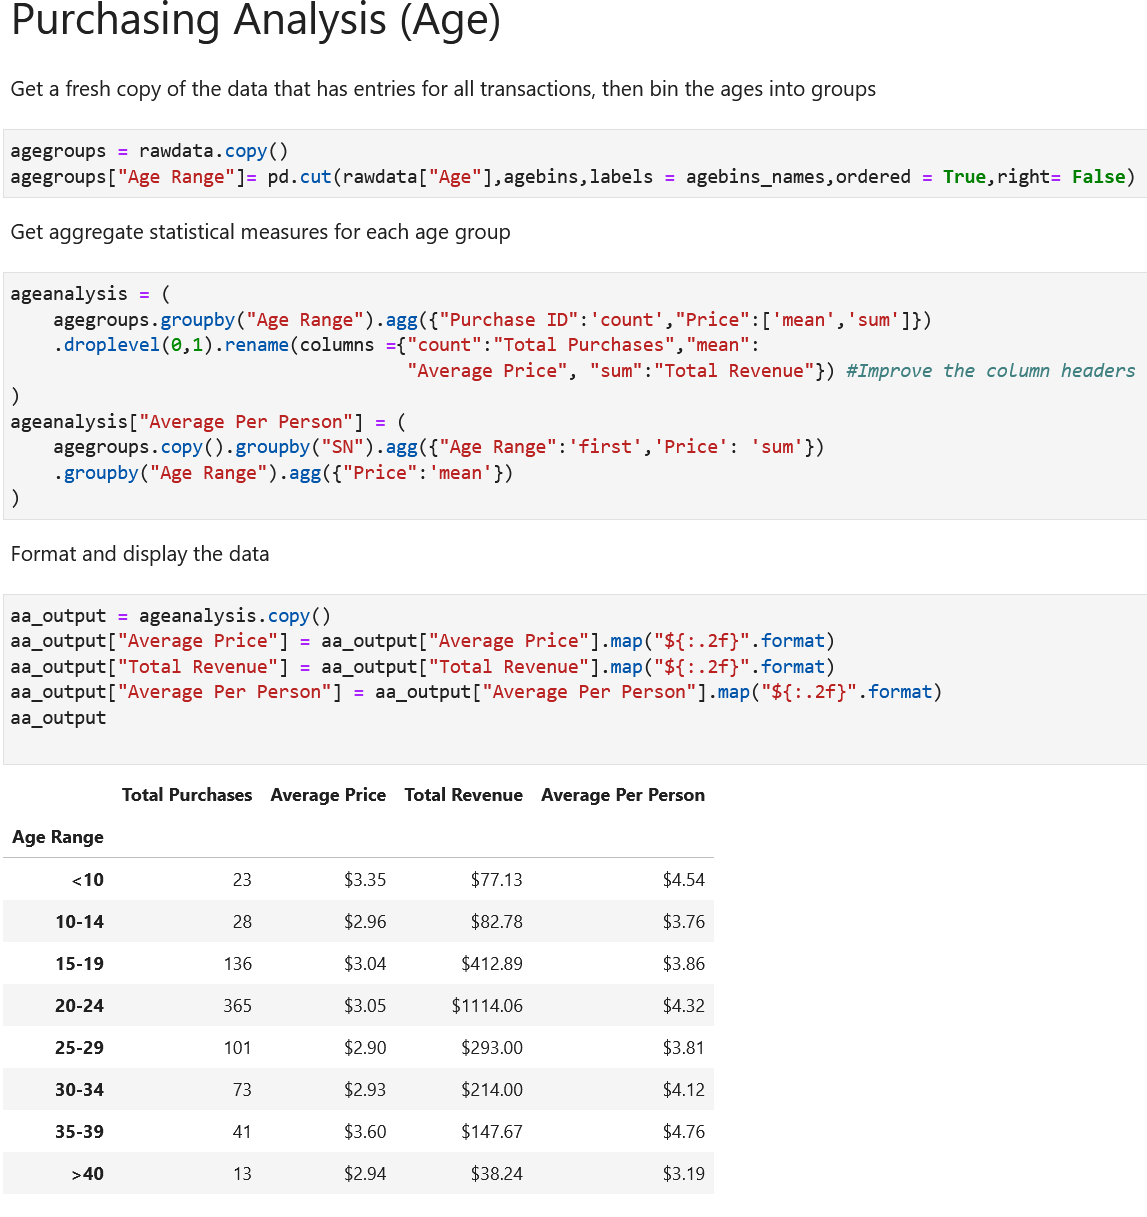 Purchasing Analysis (Age)
Get a fresh copy of the data that has entries for all transactions, then bin the ages into groups
agegroups = rawdata.copy()
agegroups["Age Range"]= pd.cut(rawdata["Age"],agebins,labels = agebins_names,ordered = True,right= False)
Get aggregate statistical measures for each age group
ageanalysis = (
    agegroups.groupby("Age Range").agg({"Purchase ID":'count',"Price":['mean','sum']})
    .droplevel(0,1).rename(columns ={"count":"Total Purchases","mean":
                                     "Average Price", "sum":"Total Revenue"}) #Improve the column headers
)
ageanalysis["Average Per Person"] = (
    agegroups.copy().groupby("SN").agg({"Age Range":'first','Price': 'sum'})
    .groupby("Age Range").agg({"Price":'mean'})
)
Format and display the data
aa_output = ageanalysis.copy()
aa_output["Average Price"] = aa_output["Average Price"].map("${:.2f}".format)
aa_output["Total Revenue"] = aa_output["Total Revenue"].map("${:.2f}".format)
aa_output["Average Per Person"] = aa_output["Average Per Person"].map("${:.2f}".format)
aa_output
Total Purchases Average Price Total Revenue Average Per Person
Age Range
<10 23 $3.35 $77.13 $4.54
10-14 28 $2.96 $82.78 $3.76
15-19 136 $3.04 $412.89 $3.86
20-24 365 $3.05 $1114.06 $4.32
25-29 101 $2.90 $293.00 $3.81
30-34 73 $2.93 $214.00 $4.12
35-39 41 $3.60 $147.67 $4.76
>40 13 $2.94 $38.24 $3.19